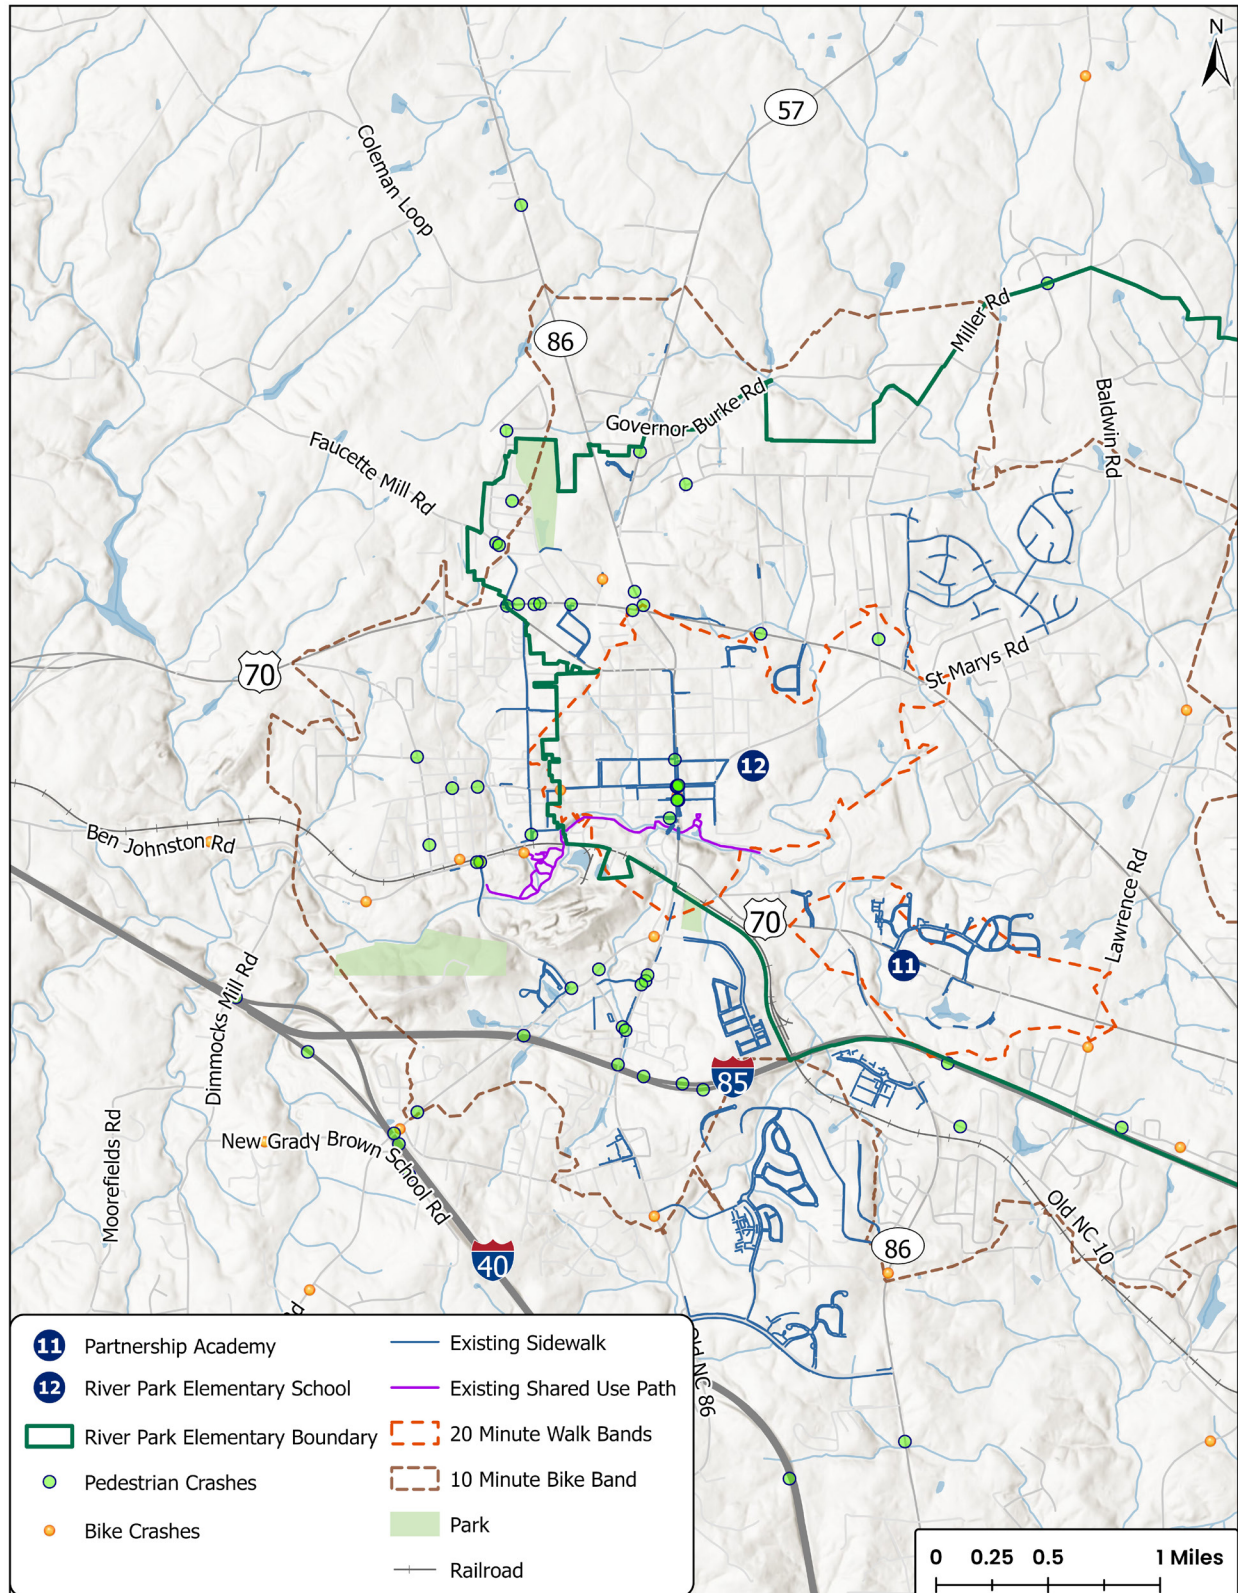 N
57
Coleman Loop
86
Miller Rd
Governor Burke Rd
Baldwin Rd
Faucette Mill Rd
70
St Marys Rd
12
Ben Johnston Rd
Lawrence Rd
70
11
Dimmocks Mill Rd
85
Moorefields Rd
New Grady Brown School Rd
Old NC 10
86
40
Old NC 86
11 Partnership Academy
12 River Park Elementary School
River Park Elementary Boundary
Pedestrian Crashes
Bike Crashes
Existing Sidewalk
Existing Shared Use Path
20 Minute Walk Bands
10 Minute Bike Band
Park
Railroad
0 0.25 0.5 1 Miles